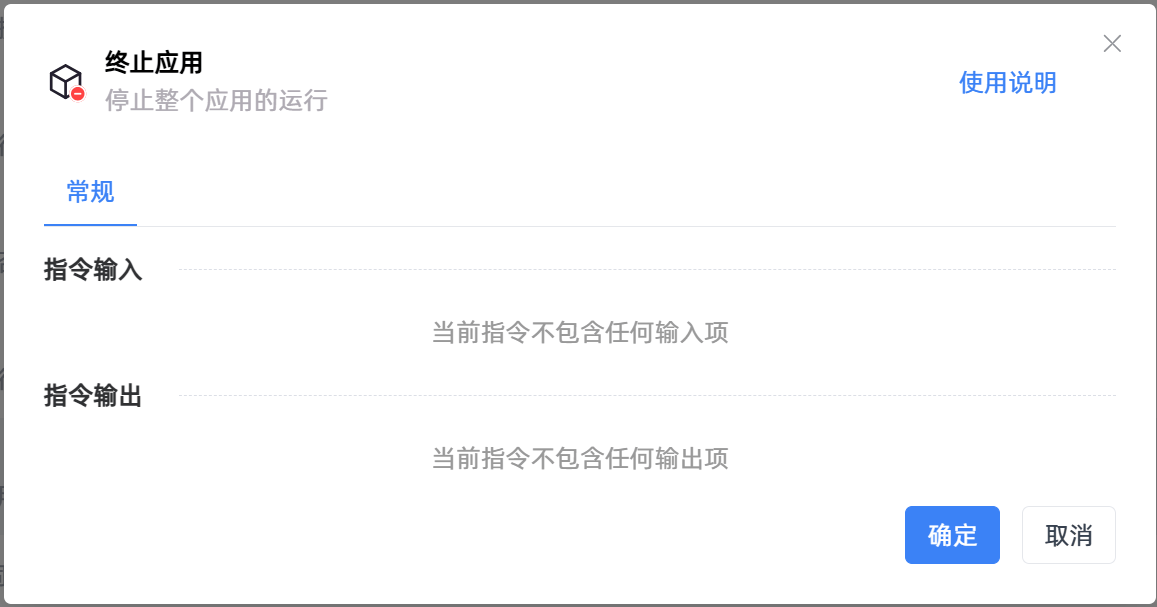 终止应用
停止整个应用的运行
使用说明
常规
指令输入
当前指令不包含任何输入项
指令输出
当前指令不包含任何输出项
确定
取消